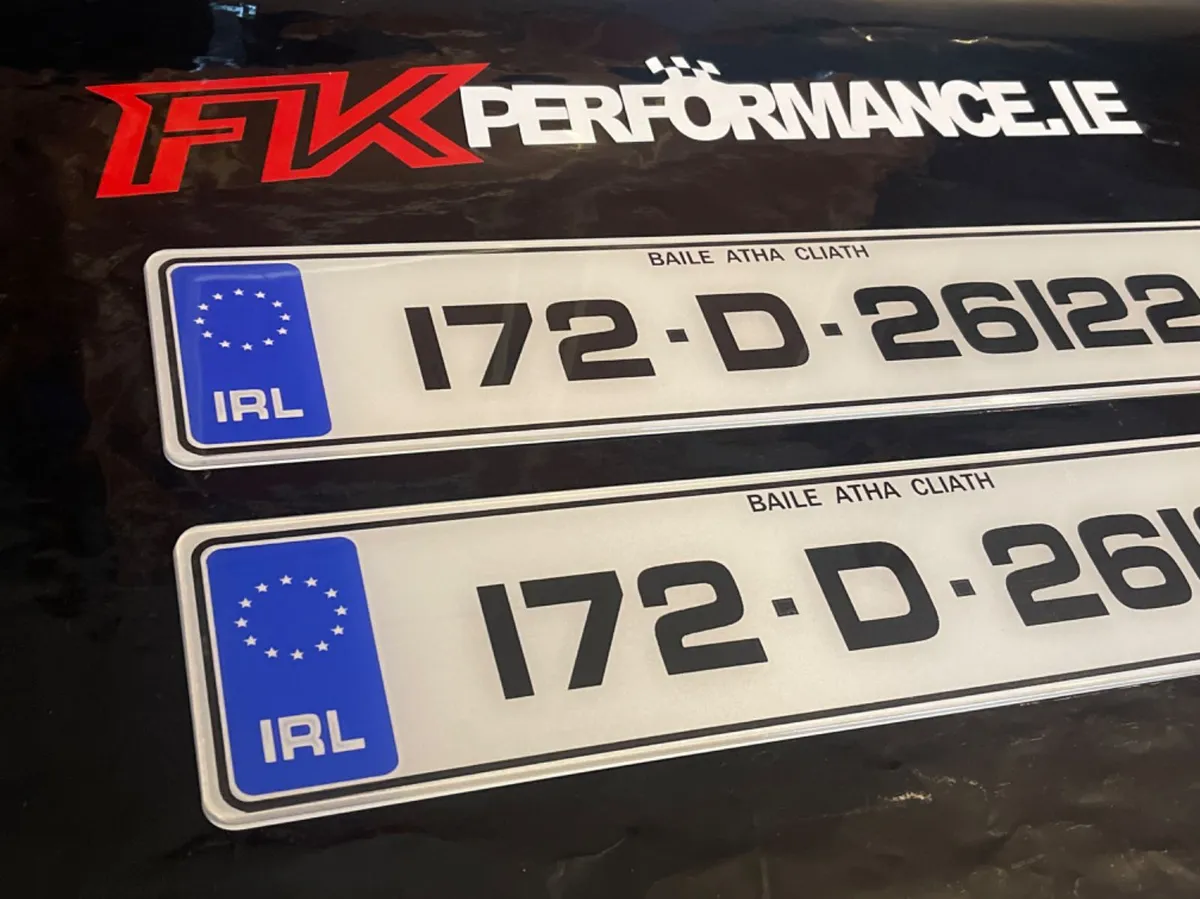 FK PERFORMANCE.IE
BAILE ATHA CLIATH
IRL 172-D-26122
BAILE ATHA CLIATH
IRL 172-D-261